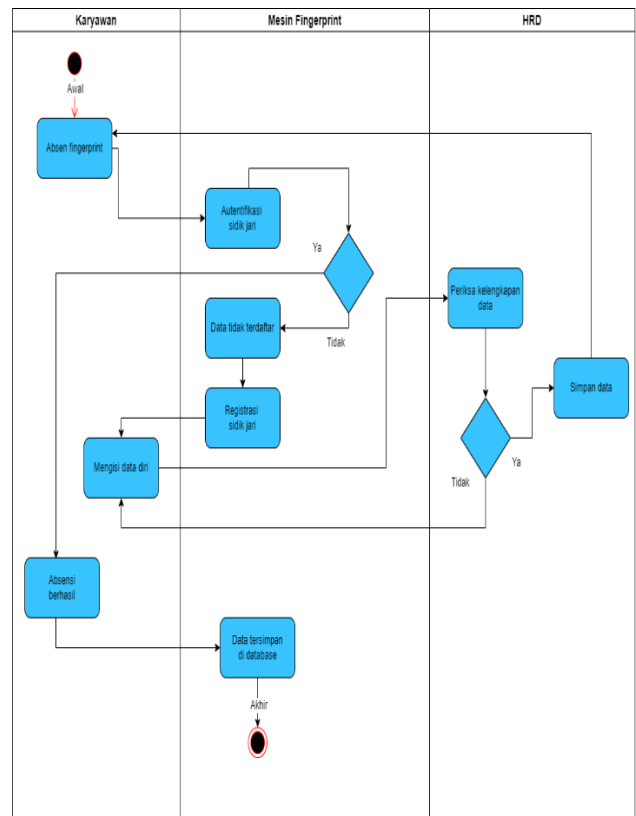 Karyawan
Mesin Fingerprint
HRD
Awal
Absen fingerprint
Autentifikasi
sidik jari
Ya
Tidak
Data tidak terdaftar
Registrasi
sidik jari
Mengisi data diri
Periksa kelengkapan
data
Simpan data
Ya
Tidak
Absensi
berhasil
Data tersimpan
di database
Akhir